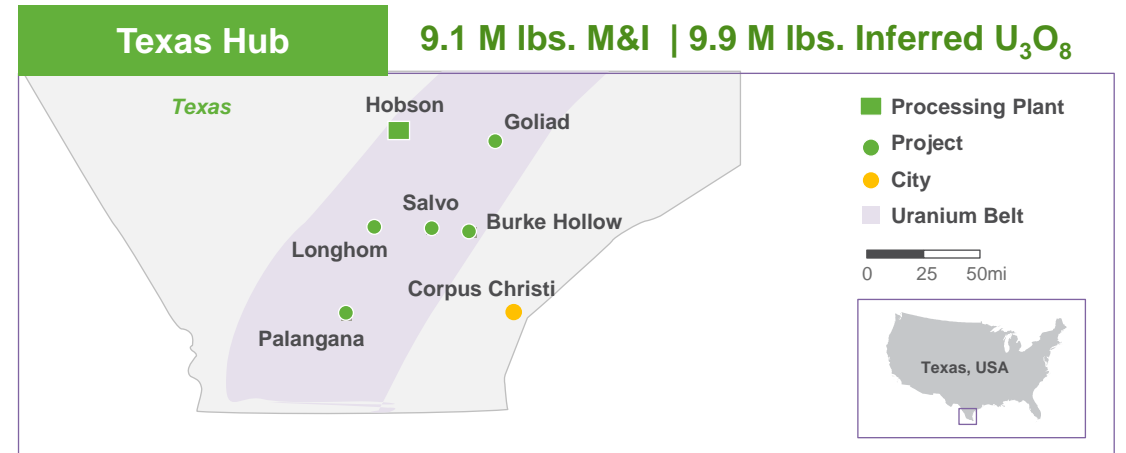 Texas Hub
9.1 M lbs. M&I | 9.9 M lbs. Inferred U3O8
Texas
Hobson
Goliad
Salvo
Burke Hollow
Longhom
Corpus Christi
Palangana
Processing Plant
Project
City
Uranium Belt
0 25 50mi
Texas, USA